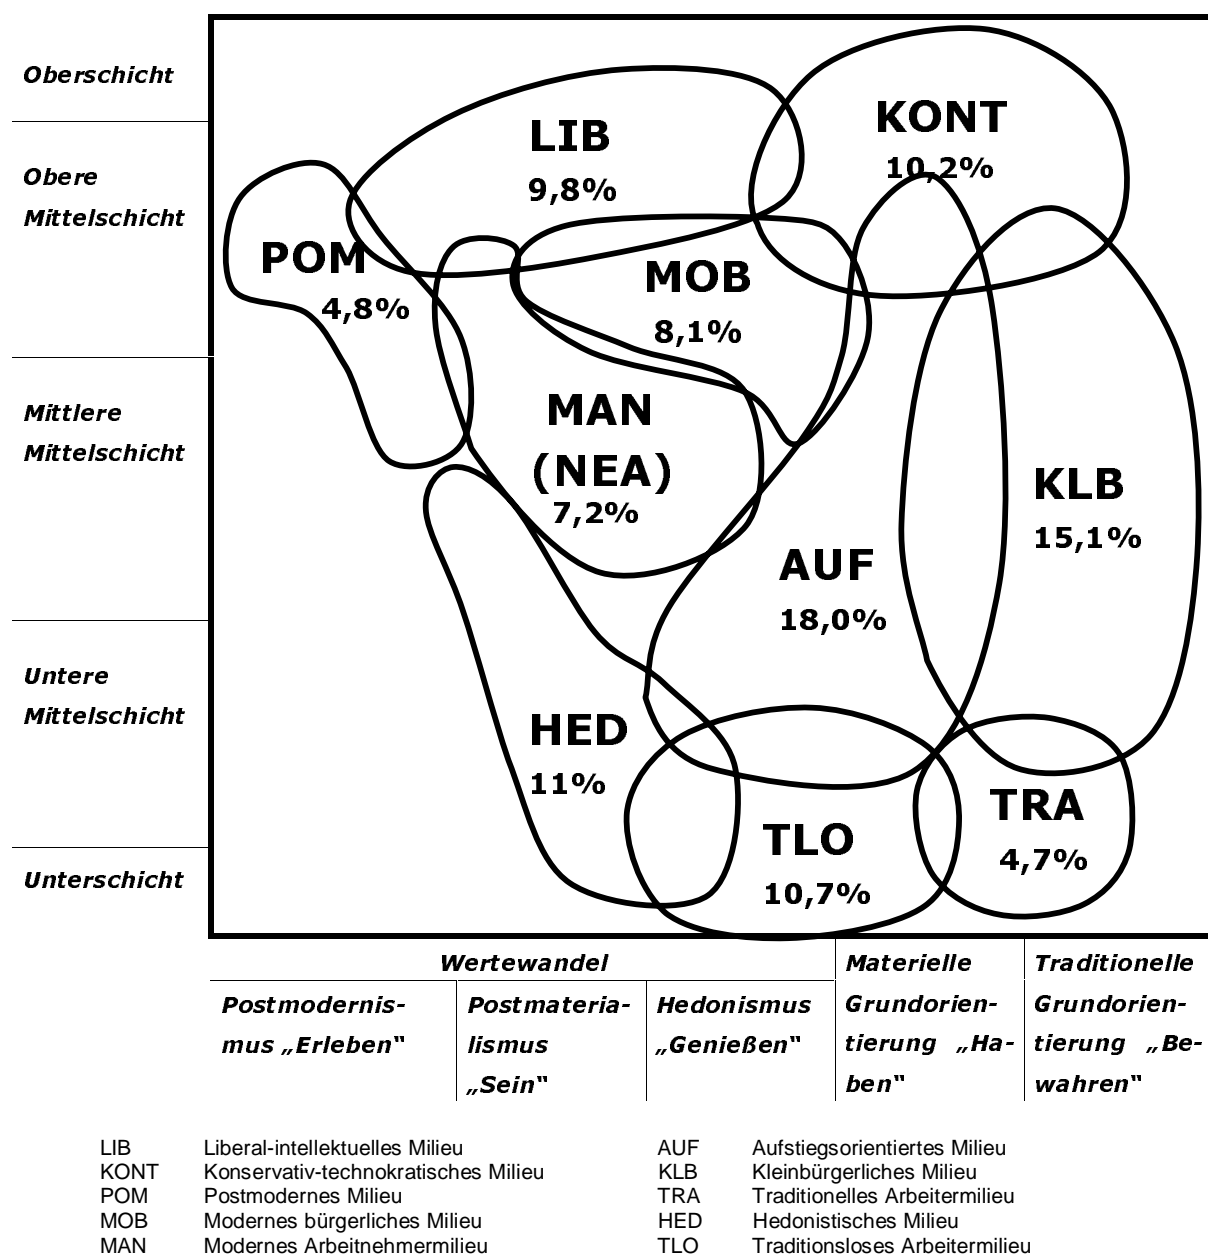 Oberschicht
Obere
Mittelschicht
Mittlere
Mittelschicht
Untere
Mittelschicht
Unterschicht
LIB
9,8%
KONT
10,2%
POM
4,8%
MOB
8,1%
MAN
(NEA)
7,2%
KLB
15,1%
AUF
18,0%
HED
11%
TLO
10,7%
TRA
4,7%
Wertewandel
Postmodernis-
mus „Erleben“
Postmateria-
lismus
„Sein“
Hedonismus
„Genießen“
Materielle
Grundorien-
tierung „Ha-
ben“
Traditionelle
Grundorien-
tierung „Be-
wahren“
LIB Liberal-intellektuelles Milieu
KONT Konservativ-technokratisches Milieu
POM Postmodernes Milieu
MOB Modernes bürgerliches Milieu
MAN Modernes Arbeitnehmermilieu
AUF Aufstiegsorientiertes Milieu
KLB Kleinbürgerliches Milieu
TRA Traditionelles Arbeitermilieu
HED Hedonistisches Milieu
TLO Traditionsloses Arbeitermilieu